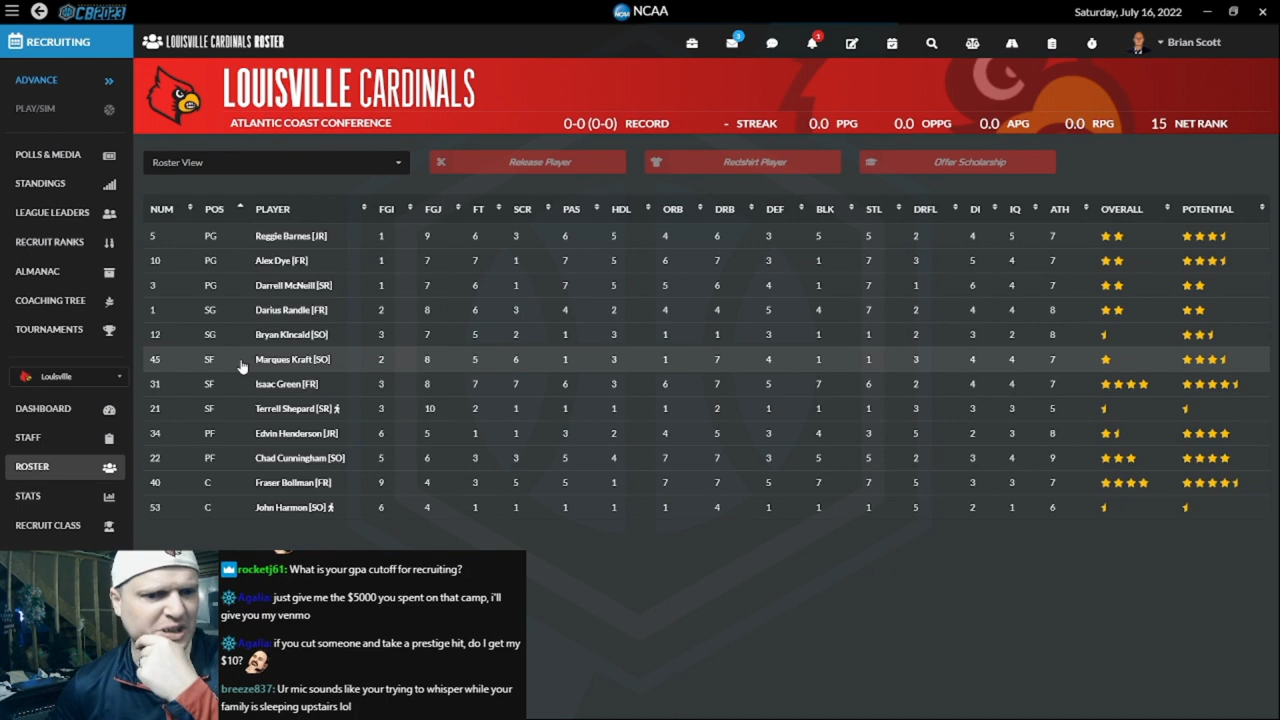 CB2023
NCAA
Saturday, July 16, 2022
RECRUITING
LOUISVILLE CARDINALS ROSTER
3
1
Brian Scott
ADVANCE
PLAY/SIM
POLLS & MEDIA
STANDINGS
LEAGUE LEADERS
RECRUIT RANKS
ALMANAC
COACHING TREE
TOURNAMENTS
Louisville
DASHBOARD
STAFF
ROSTER
STATS
RECRUIT CLASS
LOUISVILLE CARDINALS
ATLANTIC COAST CONFERENCE
0-0 (0-0) RECORD - STREAK 0.0 PPG 0.0 OPPG 0.0 APG 0.0 RPG 15 NET RANK
Roster View Release Player Redshirt Player Offer Scholarship
NUM POS PLAYER FGI FGJ FT SCR PAS HDL ORB DRB DEF BLK STL DRFL DI IQ ATH OVERALL POTENTIAL
5 PG Reggie Barnes [JR] 1 9 6 3 6 5 4 6 3 5 5 2 4 5 7
10 PG Alex Dye [FR] 1 7 7 1 7 5 6 7 3 1 7 3 5 4 7
3 PG Darrell McNeill [SR] 1 7 6 1 7 5 5 6 4 1 7 1 6 4 7
1 SG Darius Randle [FR] 2 8 6 3 4 2 4 4 5 4 7 2 4 4 8
12 SG Bryan Kincaid [SO] 3 7 5 2 1 3 1 1 3 1 1 2 3 2 8
45 SF Marques Kraft [SO] 2 8 5 6 1 3 1 7 4 1 1 3 4 4 7
31 SF Isaac Green [FR] 3 8 7 7 6 3 6 7 5 7 6 2 4 4 7
21 SF Terrell Shepard [SR] 3 10 2 1 1 1 1 2 1 1 1 3 3 3 5
34 PF Edvin Henderson [JR] 6 5 1 1 3 2 4 5 3 4 3 5 2 3 8
22 PF Chad Cunningham [SO] 5 6 3 3 5 4 7 7 3 5 5 2 3 4 9
40 C Fraser Bollman [FR] 9 4 3 5 5 1 7 7 5 7 7 5 3 3 7
53 C John Harmon [SO] 6 4 1 1 1 1 1 4 1 1 1 5 2 1 6
rocketj61: What is your gpa cutoff for recruiting?
Agalia: just give me the $5000 you spent on that camp, i'll
give you my venmo
Agalia: if you cut someone and take a prestige hit, do I get my
$10?
breeze837: Ur mic sounds like your trying to whisper while your
family is sleeping upstairs lol